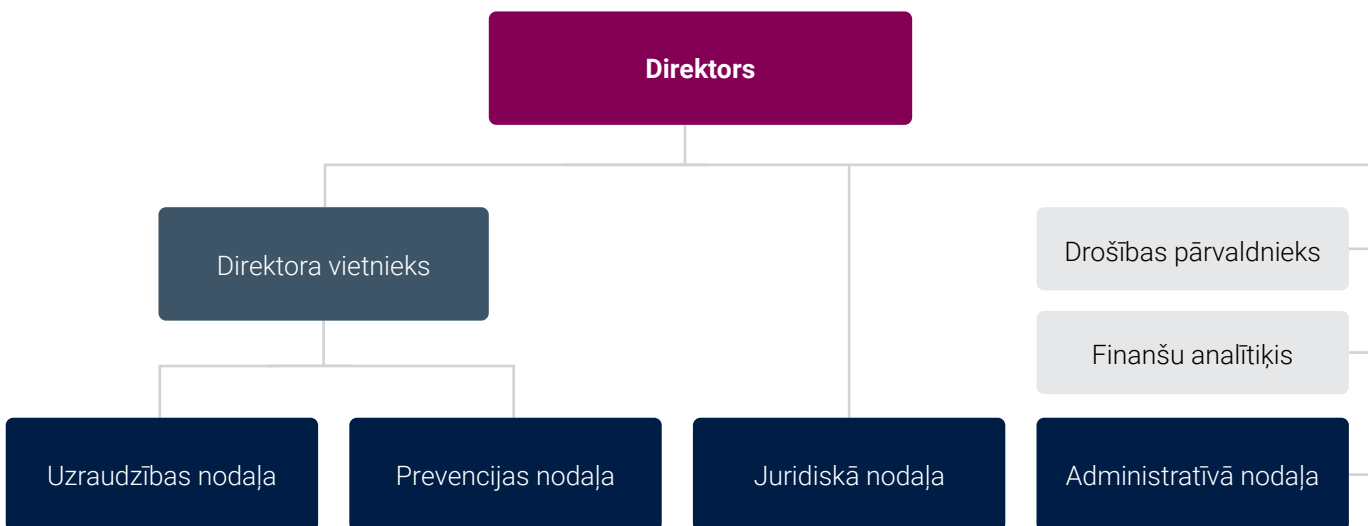 Direktors
Direktora vietnieks
Drošības pārvaldnieks
Finanšu analītiķis
Uzraudzības nodaļa
Prevencijas nodaļa
Juridiskā nodaļa
Administratīvā nodaļa